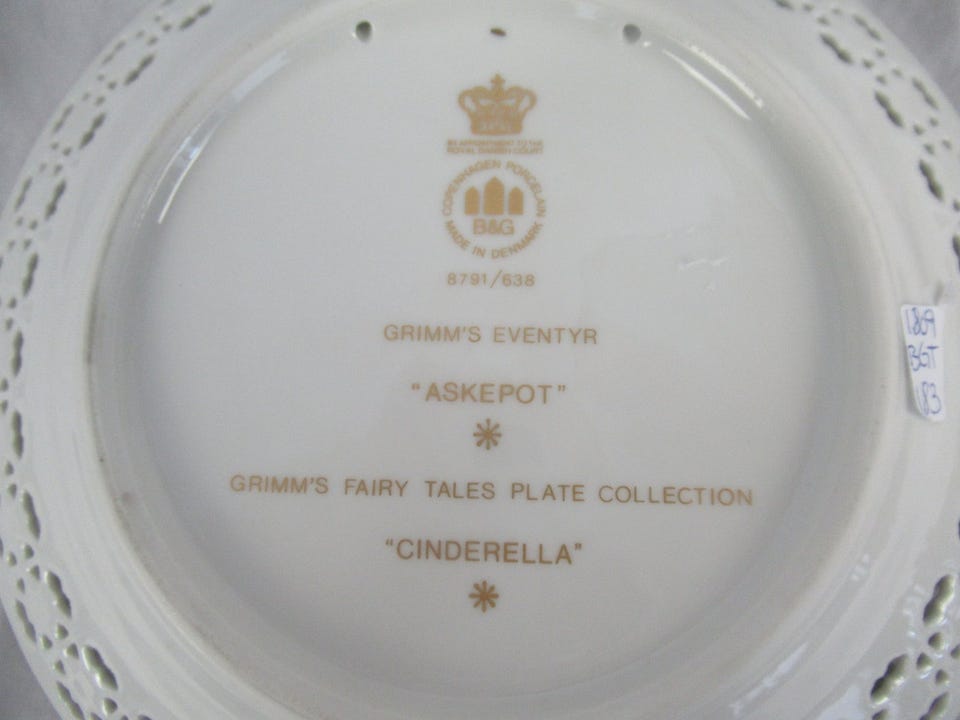 BY APPOINTMENT TO THE
ROYAL DANISH COURT
COPENHAGEN PORCELAIN
B&G
MADE IN DENMARK
8791/638
GRIMM'S EVENTYR
"ASKEPOT"
GRIMM'S FAIRY TALES PLATE COLLECTION
"CINDERELLA"
1869
BGT
183